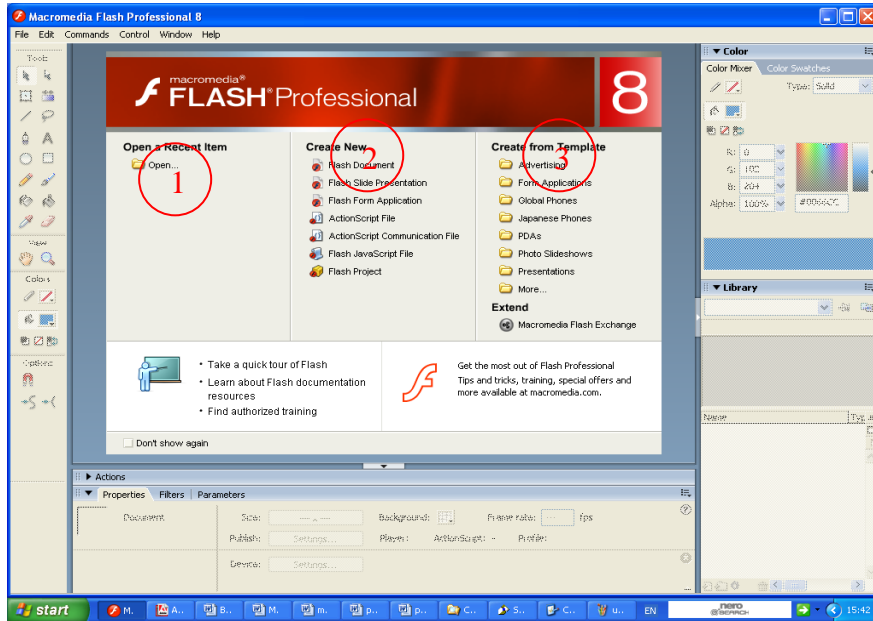 Macromedia Flash Professional 8
File Edit Commands Control Window Help
Tools
View
Colors
Options
macromedia®
FLASH® Professional 8
Open a Recent Item
Open...
1
Create New
2
Flash Document
Flash Slide Presentation
Flash Form Application
ActionScript File
ActionScript Communication File
Flash JavaScript File
Flash Project
Create from Template
3
Advertising
Form Applications
Global Phones
Japanese Phones
PDAs
Photo Slideshows
Presentations
More...
Extend
Macromedia Flash Exchange
• Take a quick tour of Flash
• Learn about Flash documentation
resources
• Find authorized training
Get the most out of Flash Professional
Tips and tricks, training, special offers and
more available at macromedia.com.
Don't show again
Color
Color Mixer Color Swatches
Type: Solid
R: 0
G: 102
B: 204
Alpha: 100% #0066CC
Library
Name
Actions
Properties Filters Parameters
Document Size: Background: Frame rate: fps
Publish: Settings... Player: ActionScript: - Profile:
Device: Settings...
start M. A.. B.. M. m. p.. p.. C.. S.. C.. u.. EN nero SEARCH 15:42